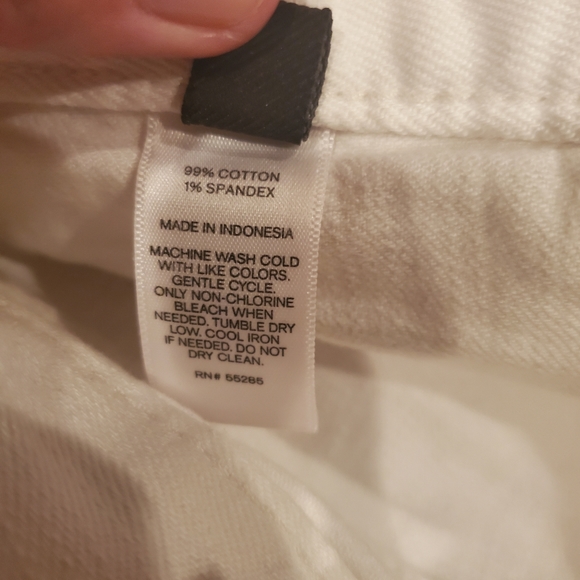 99% COTTON
1% SPANDEX
MADE IN INDONESIA
MACHINE WASH COLD
WITH LIKE COLORS.
GENTLE CYCLE.
ONLY NON-CHLORINE
BLEACH WHEN
NEEDED. TUMBLE DRY
LOW. COOL IRON
IF NEEDED. DO NOT
DRY CLEAN.
RN# 55285